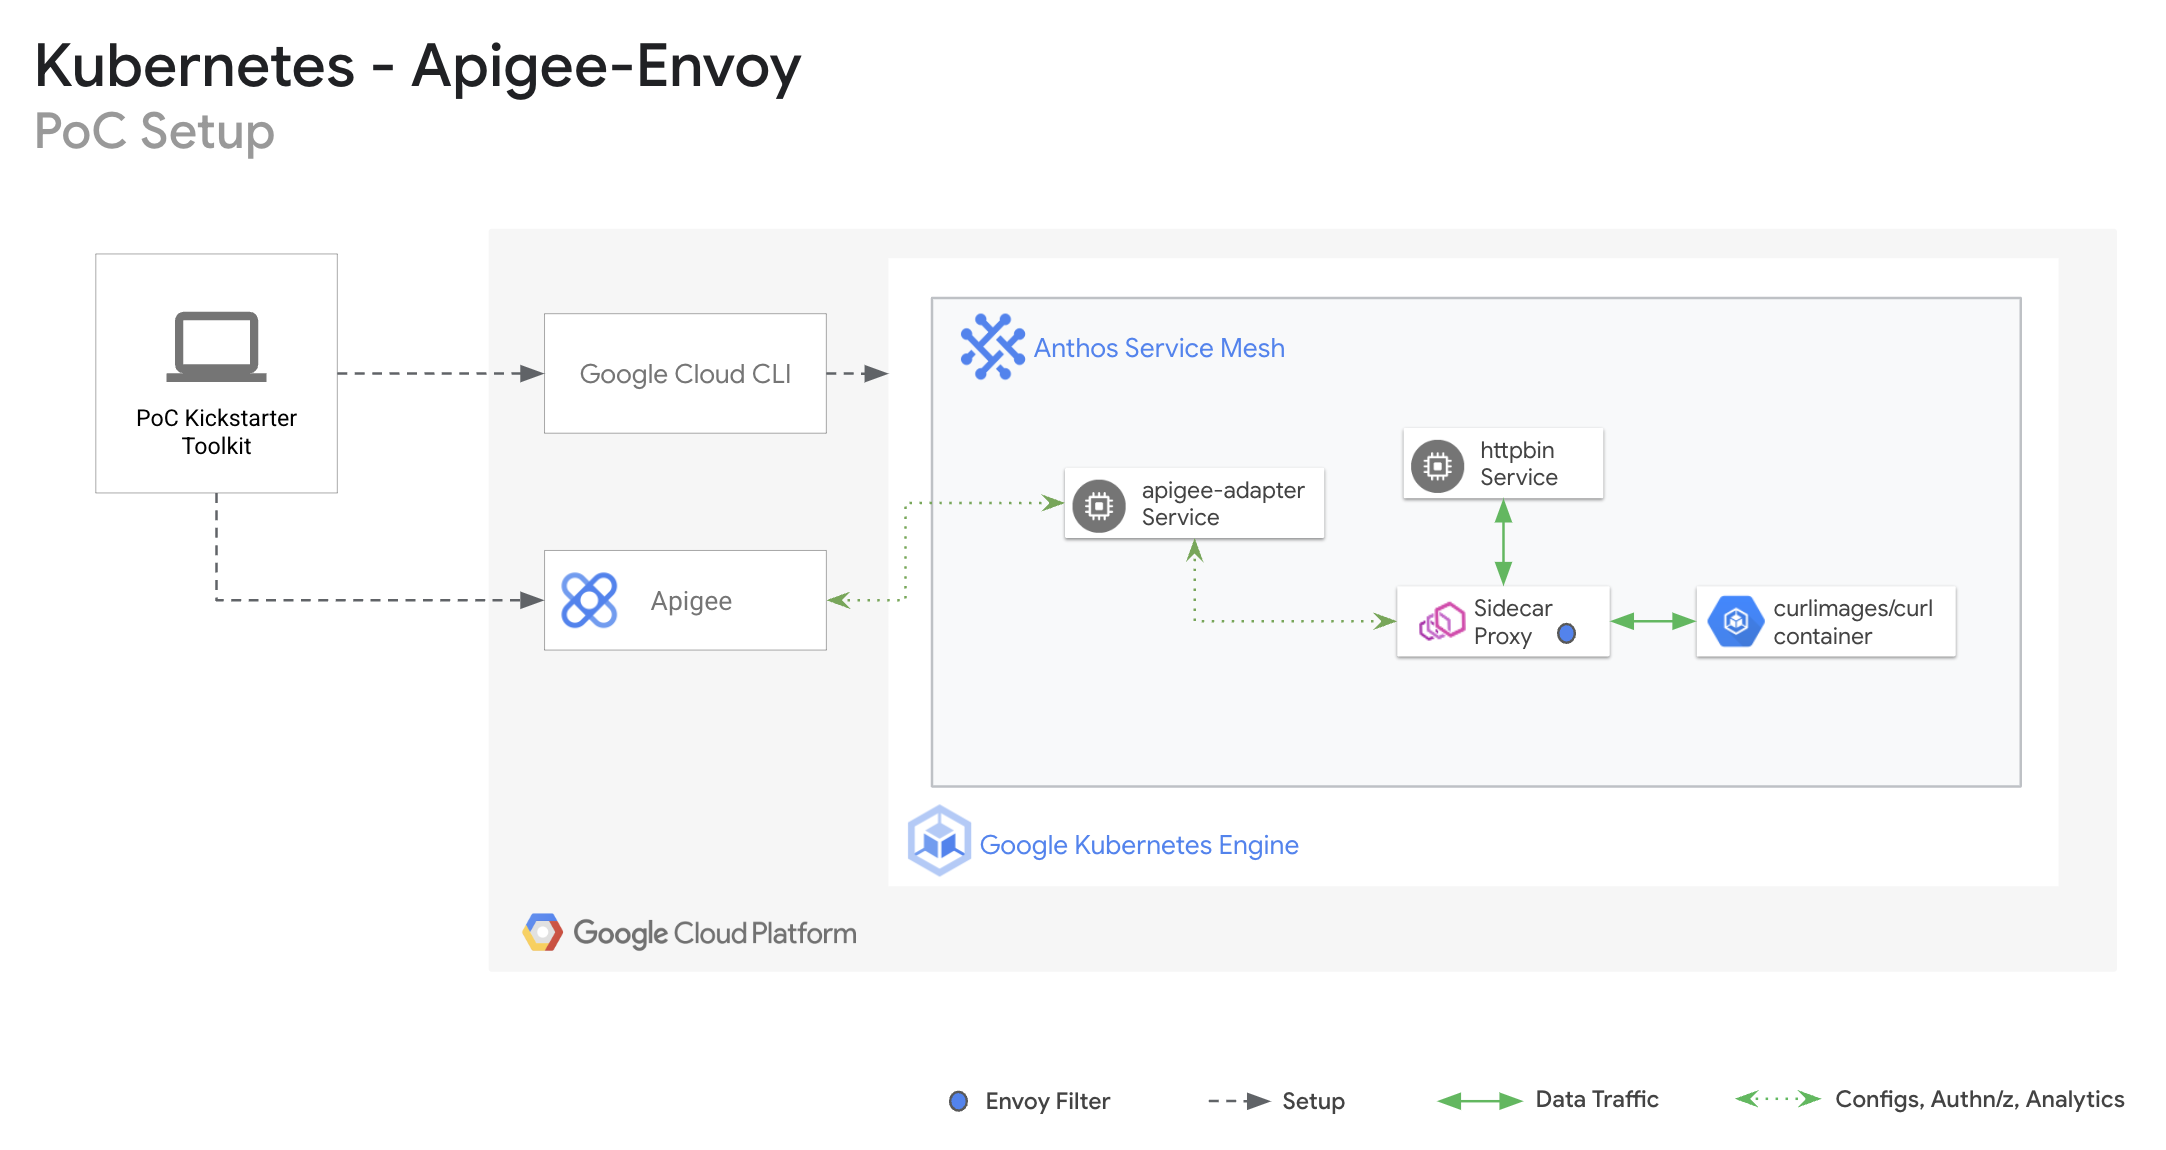 Kubernetes - Apigee-Envoy
PoC Setup
PoC Kickstarter
Toolkit
Google Cloud CLI
Apigee
Anthos Service Mesh
apigee-adapter
Service
httpbin
Service
Sidecar
Proxy
curlimages/curl
container
Google Kubernetes Engine
Google Cloud Platform
Envoy Filter
Setup
Data Traffic
Configs, Authn/z, Analytics